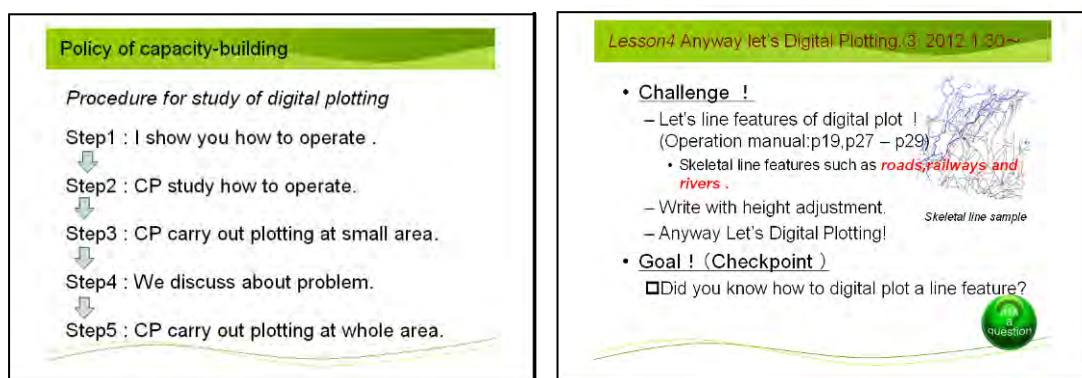 Policy of capacity-building
Procedure for study of digital plotting
Step1 : I show you how to operate .
Step2 : CP study how to operate.
Step3 : CP carry out plotting at small area.
Step4 : We discuss about problem.
Step5 : CP carry out plotting at whole area.
Lesson4 Anyway let's Digital Plotting.(3) 2012.1.30~
• Challenge !
– Let's line features of digital plot !
(Operation manual:p19,p27 – p29)
• Skeletal line features such as roads,railways and
rivers .
– Write with height adjustment.
– Anyway Let's Digital Plotting!
Skeletal line sample
• Goal ! (Checkpoint )
❑Did you know how to digital plot a line feature?
a
question